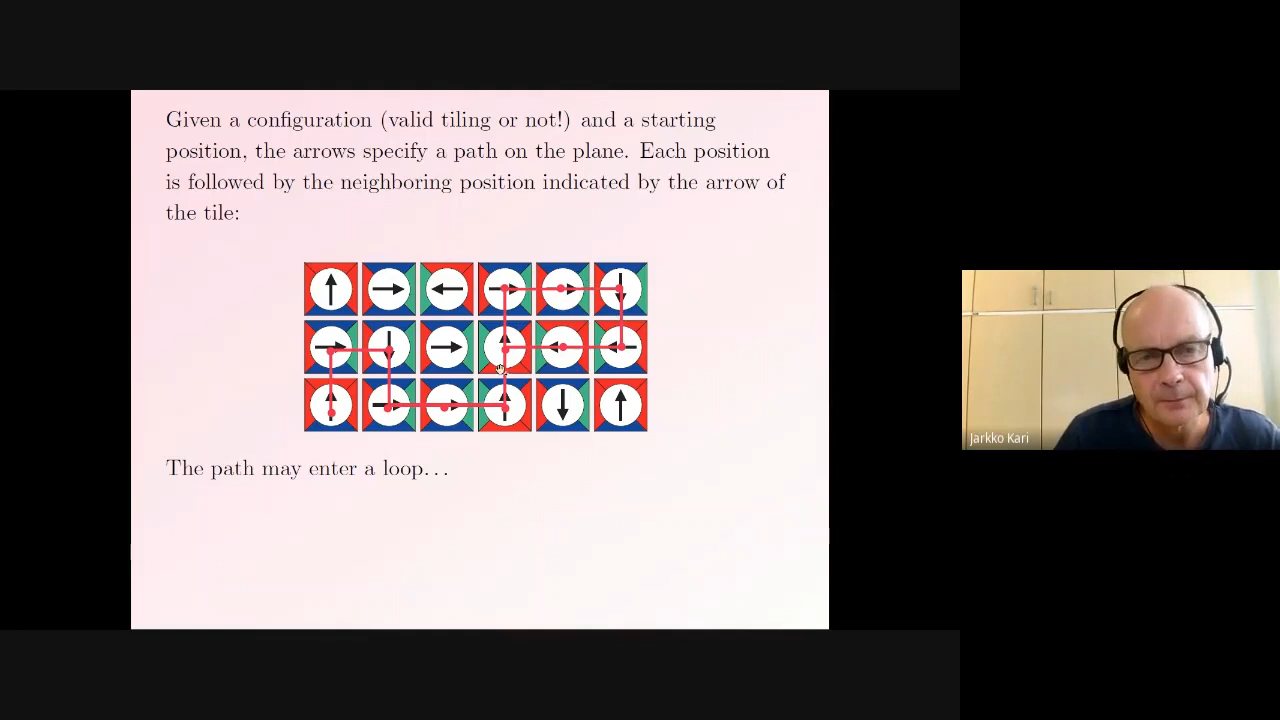 Given a configuration (valid tiling or not!) and a starting
position, the arrows specify a path on the plane. Each position
is followed by the neighboring position indicated by the arrow of
the tile:
The path may enter a loop...
Jarkko Kari